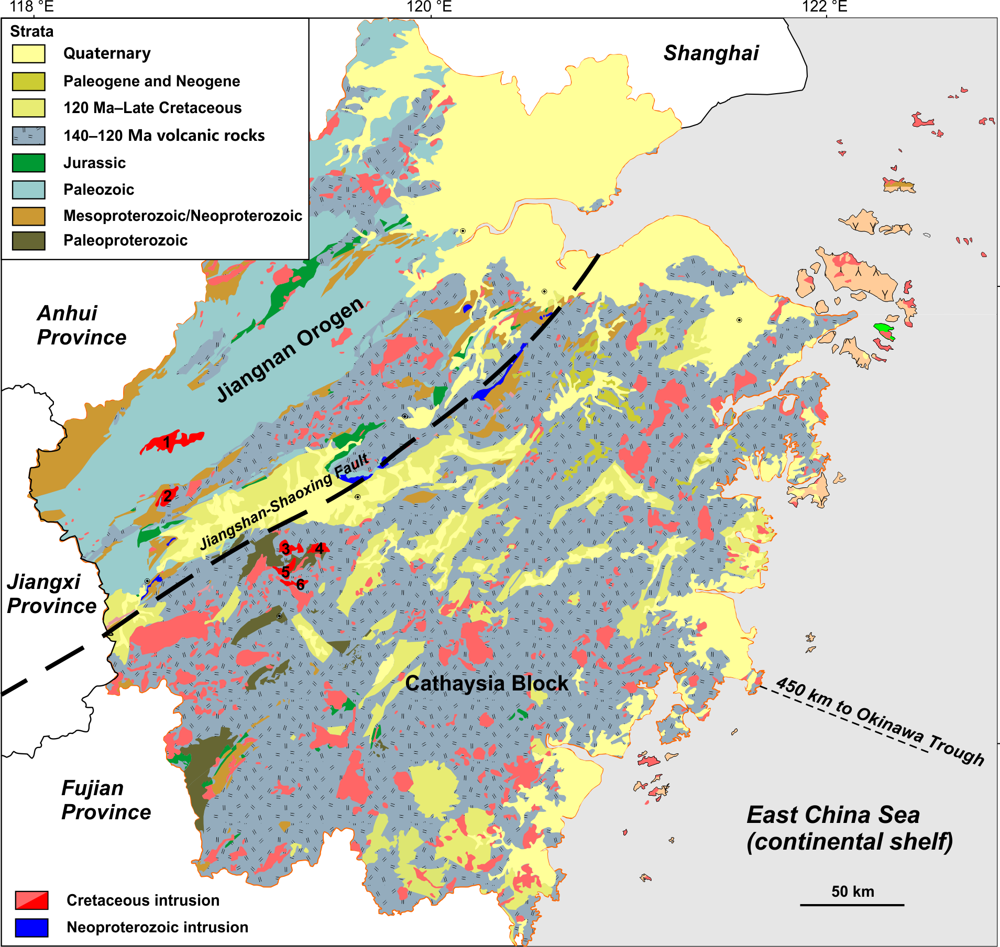 118 °E
120 °E
122 °E
Strata
Quaternary
Paleogene and Neogene
120 Ma–Late Cretaceous
140–120 Ma volcanic rocks
Jurassic
Paleozoic
Mesoproterozoic/Neoproterozoic
Paleoproterozoic
Shanghai
Anhui
Province
Jiangnan Orogen
1
2
Jiangshan-Shaoxing Fault
3
4
5
6
Jiangxi
Province
Cathaysia Block
450 km to Okinawa Trough
Fujian
Province
East China Sea
(continental shelf)
50 km
Cretaceous intrusion
Neoproterozoic intrusion